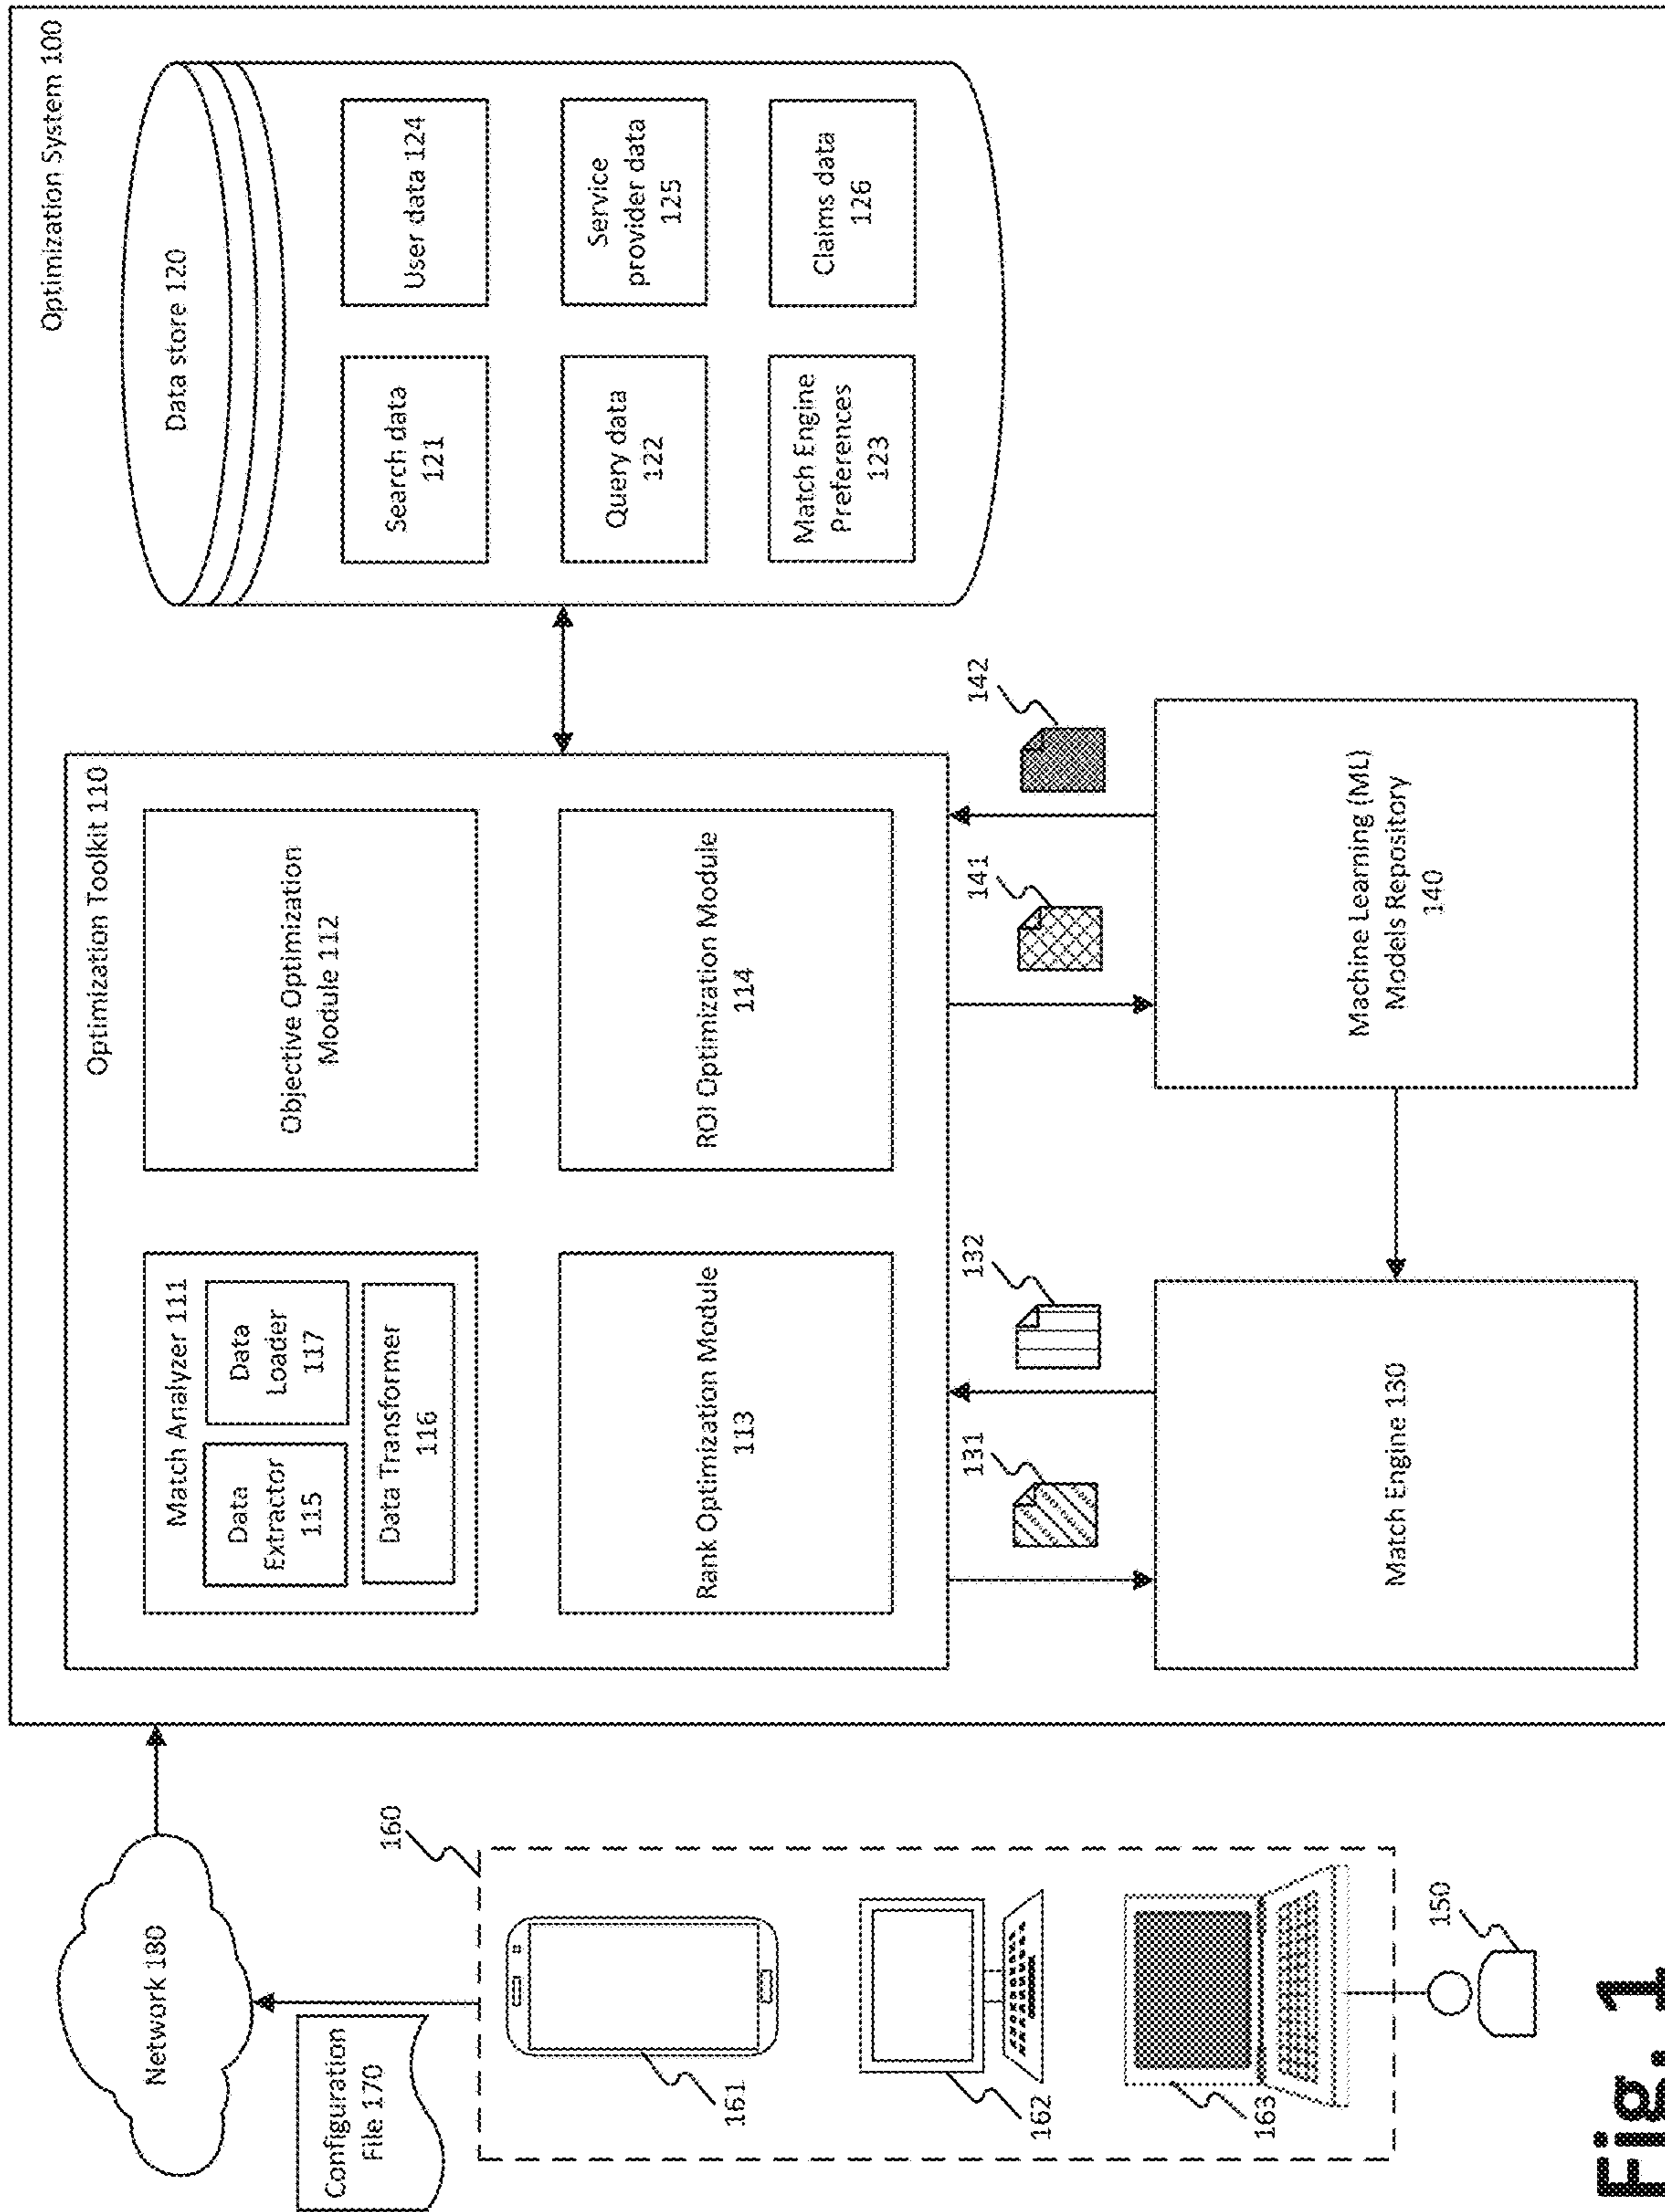 Optimization System 100
Optimization Toolkit 110
Match Analyzer 111
Data
Extractor
115
Data
Loader
117
Data Transformer
116
Objective Optimization
Module 112
Rank Optimization Module
113
ROI Optimization Module
114
Data store 120
Search data
121
User data 124
Query data
122
Service
provider data
125
Match Engine
Preferences
123
Claims data
126
131
132
141
142
Match Engine 130
Machine Learning (ML)
Models Repository
140
Network 180
Configuration
File 170
160
161
162
163
150
Fig. 1